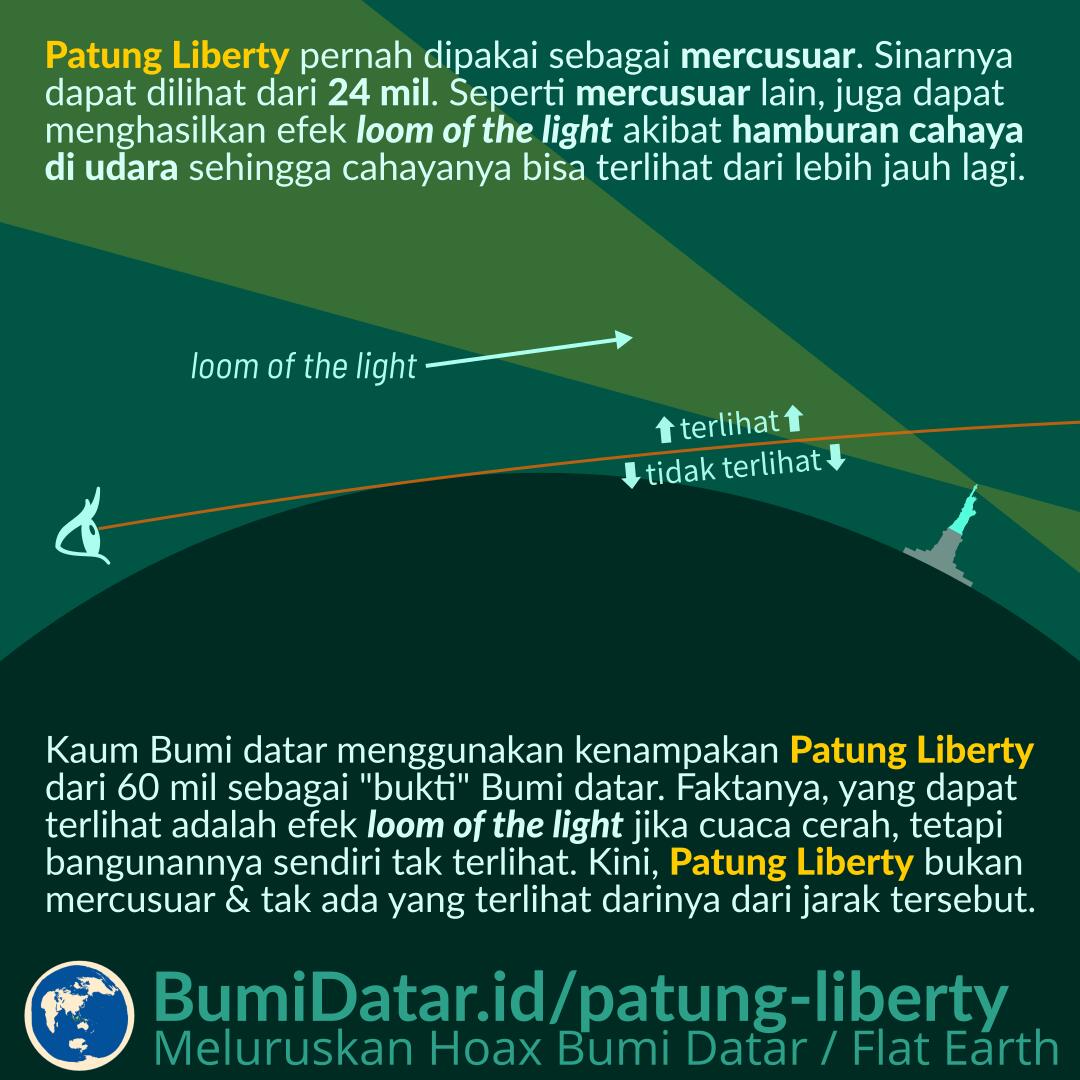 Patung Liberty pernah dipakai sebagai mercusuar. Sinarnya
dapat dilihat dari 24 mil. Seperti mercusuar lain, juga dapat
menghasilkan efek loom of the light akibat hamburan cahaya
di udara sehingga cahayanya bisa terlihat dari lebih jauh lagi.
loom of the light
terlihat
tidak terlihat
Kaum Bumi datar menggunakan kenampakan Patung Liberty
dari 60 mil sebagai "bukti" Bumi datar. Faktanya, yang dapat
terlihat adalah efek loom of the light jika cuaca cerah, tetapi
bangunannya sendiri tak terlihat. Kini, Patung Liberty bukan
mercusuar & tak ada yang terlihat darinya dari jarak tersebut.
BumiDatar.id/patung-liberty
Meluruskan Hoax Bumi Datar / Flat Earth